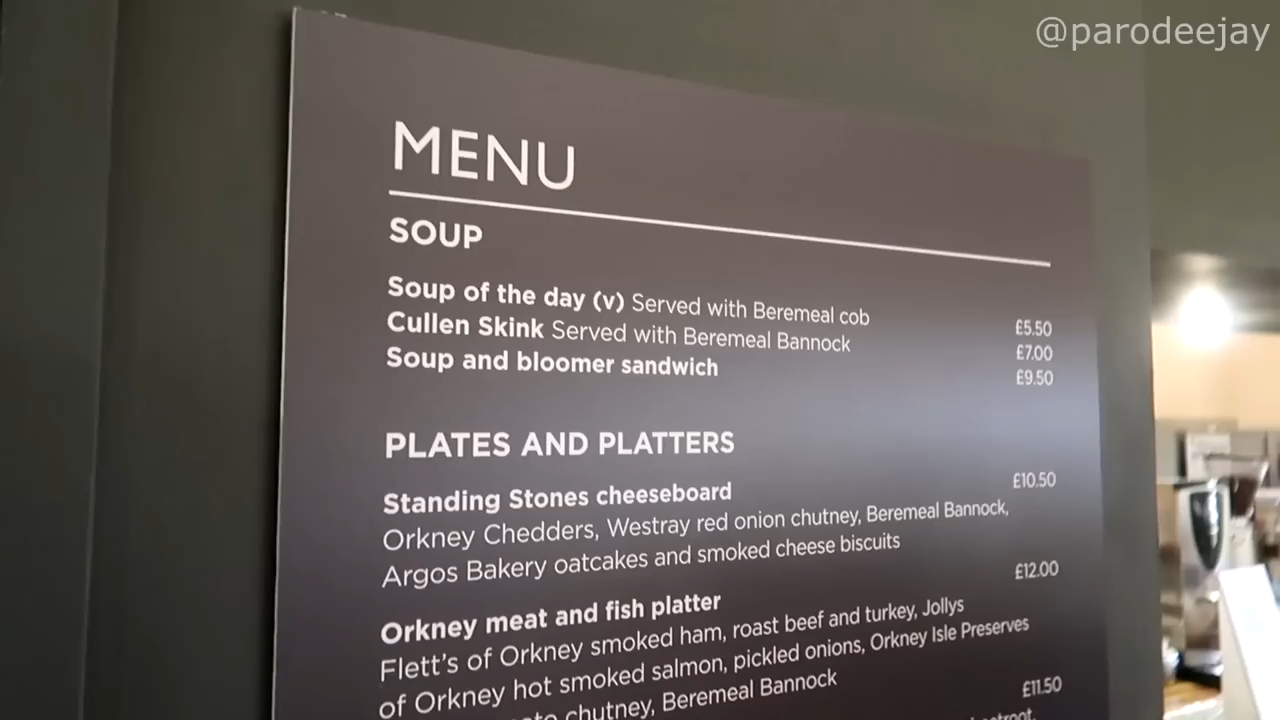 @parodeejay
MENU
SOUP
Soup of the day (v) Served with Beremeal cob £5.50
Cullen Skink Served with Beremeal Bannock £7.00
Soup and bloomer sandwich £9.50
PLATES AND PLATTERS
Standing Stones cheeseboard £10.50
Orkney Chedders, Westray red onion chutney, Beremeal Bannock,
Argos Bakery oatcakes and smoked cheese biscuits
Orkney meat and fish platter £12.00
Flett's of Orkney smoked ham, roast beef and turkey, Jollys
of Orkney hot smoked salmon, pickled onions, Orkney Isle Preserves
chutney, Beremeal Bannock
£11.50